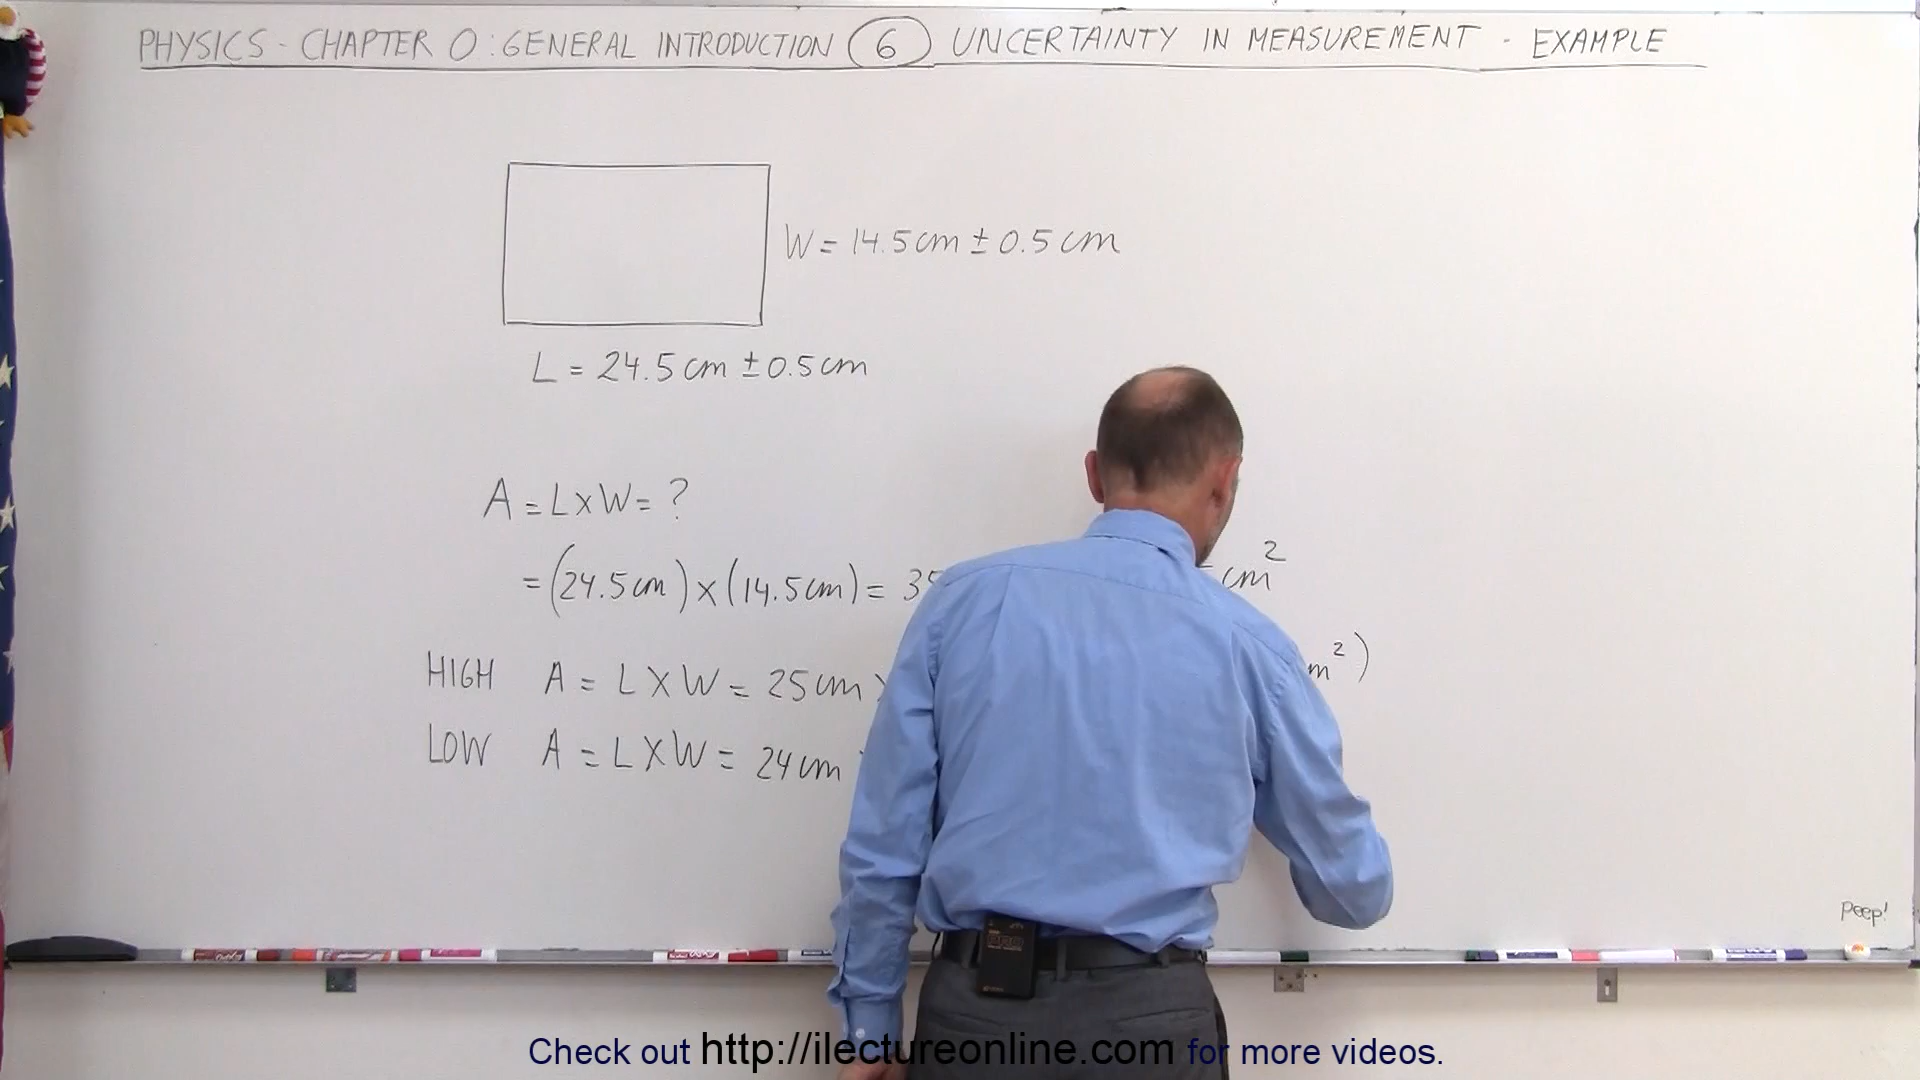 PHYSICS - CHAPTER 0: GENERAL INTRODUCTION 6 UNCERTAINTY IN MEASUREMENT - EXAMPLE
W = 14.5 cm ± 0.5 cm
L = 24.5 cm ± 0.5 cm
A = L x W = ?
= (24.5 cm) x (14.5 cm) = 35 cm²
HIGH A = L X W = 25 cm m²)
LOW A = L X W = 24 cm
Peep!
Check out http://ilectureonline.com for more videos.